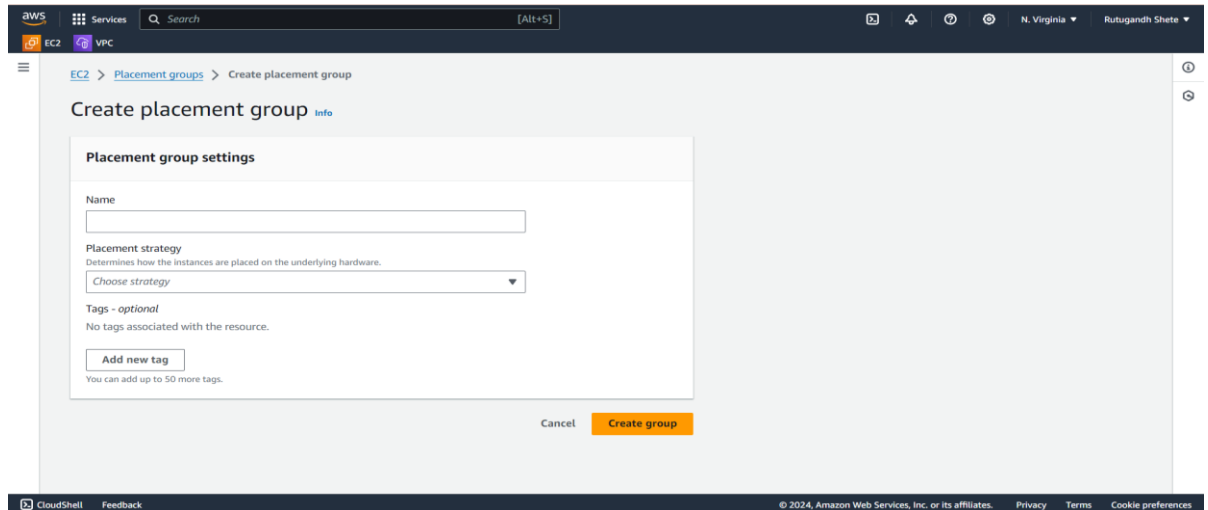 aws Services Search [Alt+S] N. Virginia Rutugandh Shete
EC2 VPC
EC2 > Placement groups > Create placement group
Create placement group Info
Placement group settings
Name
Placement strategy
Determines how the instances are placed on the underlying hardware.
Choose strategy
Tags - optional
No tags associated with the resource.
Add new tag
You can add up to 50 more tags.
Cancel Create group
CloudShell Feedback © 2024, Amazon Web Services, Inc. or its affiliates. Privacy Terms Cookie preferences